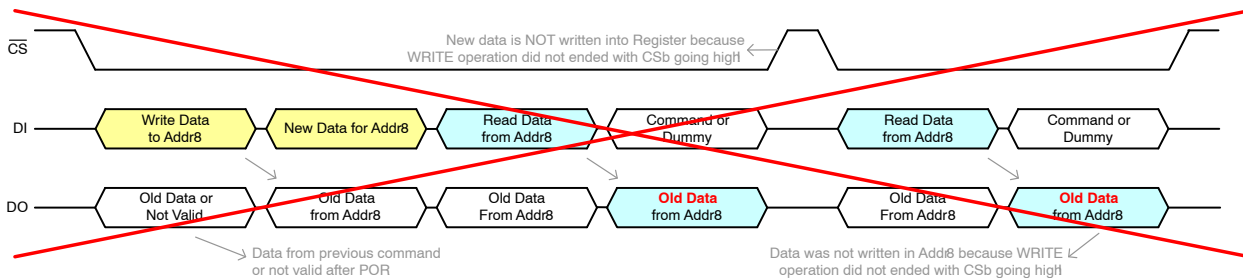 CS
New data is NOT written into Register because
WRITE operation did not ended with CSb going high
DI
Write Data
to Addr8
New Data for Addr8
Read Data
from Addr8
Command or
Dummy
Read Data
from Addr8
Command or
Dummy
DO
Old Data or
Not Valid
Old Data
from Addr8
Old Data
From Addr8
Old Data
from Addr8
Old Data
From Addr8
Old Data
from Addr8
Data from previous command
or not valid after POR
Data was not written in Addr8 because WRITE
operation did not ended with CSb going high